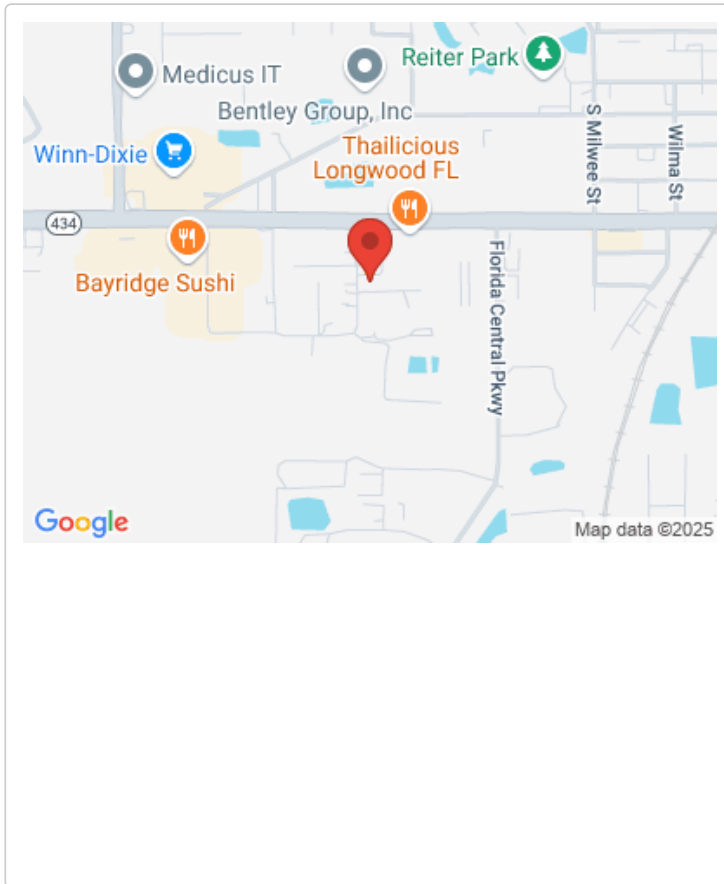 Medicus IT
Reiter Park
Bentley Group, Inc
S Milwee St
Wilma St
Winn-Dixie
Thailicious
Longwood FL
434
Bayridge Sushi
Florida Central Pkwy
Google
Map data ©2025